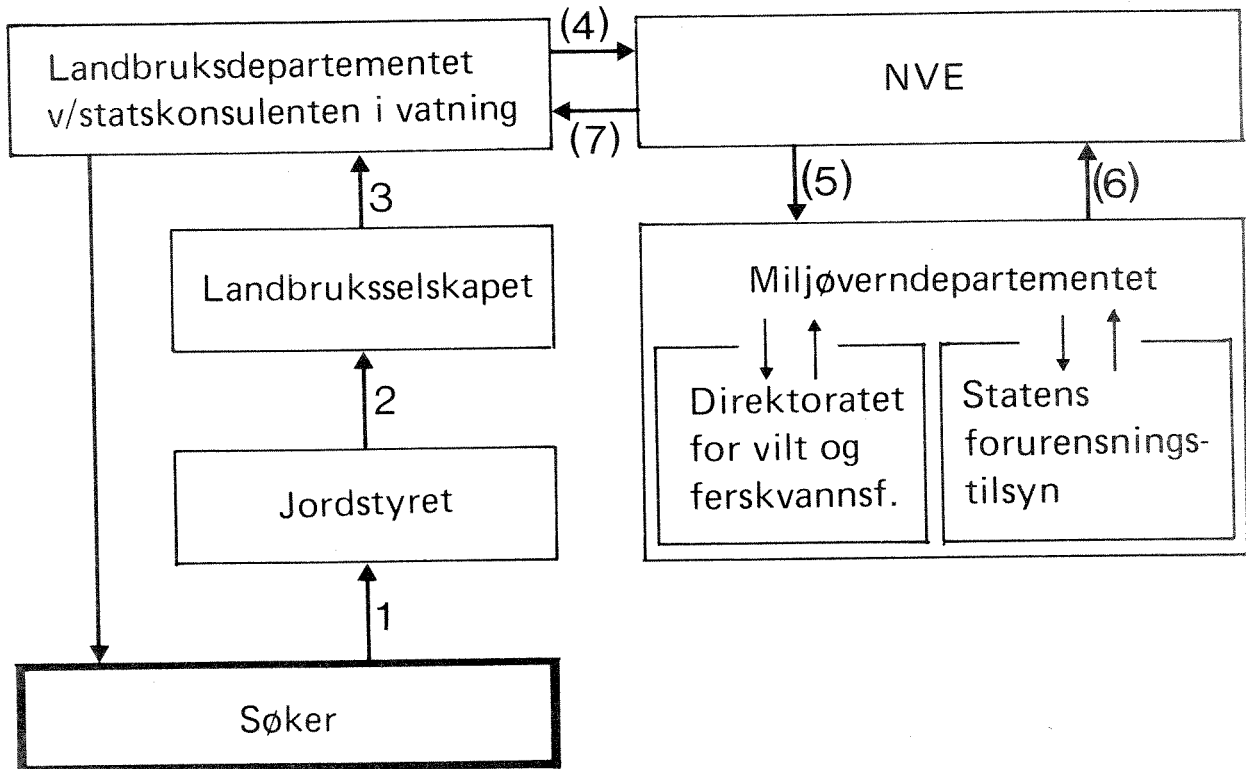 (4)
Landbruksdepartementet
v/statskonsulenten i vatning
NVE
(7)
3
(5)
(6)
Landbruksselskapet
Miljøverndepartementet
2
Direktoratet
for vilt og
ferskvannsf.
Statens
forurensnings-
tilsyn
Jordstyret
1
Søker